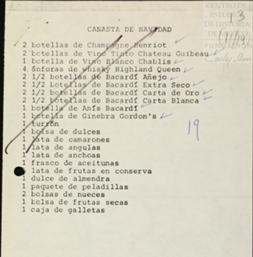 CANASTA DE NAVIDAD
2 botellas de Champagne Henriot
2 botellas de Vino Tinto Chateau Guibeau
1 botella de Vino Blanco Chablis
4 ánforas de Whisky Highland Queen
2 1/2 botellas de Bacardí Añejo
2 1/2 botellas de Bacardí Extra Seco
2 1/2 botellas de Bacardí Carta de Oro
2 1/2 botellas de Bacardí Carta Blanca
1 botella de Anís Bacardí
1 botella de Ginebra Gordon's
1 turrón
1 bolsa de dulces
1 lata de camarones
1 lata de angulas
1 lata de anchoas
1 frasco de aceitunas
1 lata de frutas en conserva
1 dulce de almendra
1 paquete de peladillas
2 bolsas de nueces
1 bolsa de frutas secas
1 caja de galletas
19
13